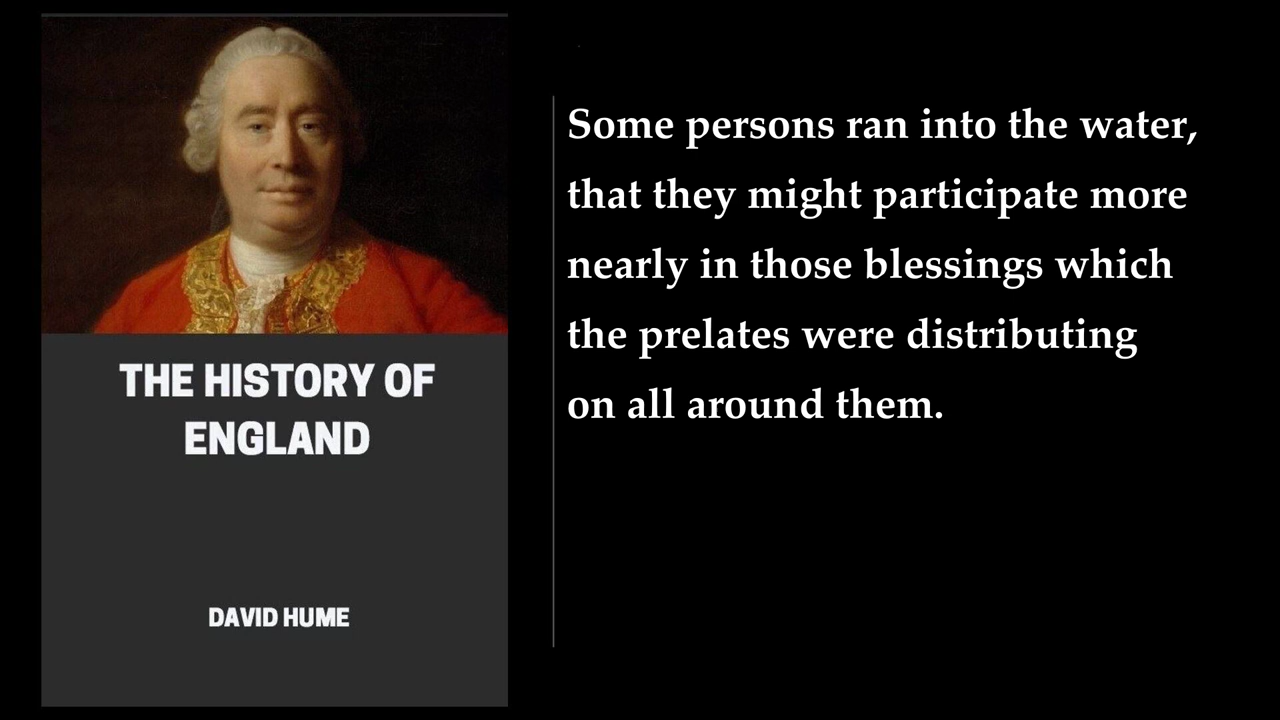 THE HISTORY OF
ENGLAND
DAVID HUME
Some persons ran into the water,
that they might participate more
nearly in those blessings which
the prelates were distributing
on all around them.